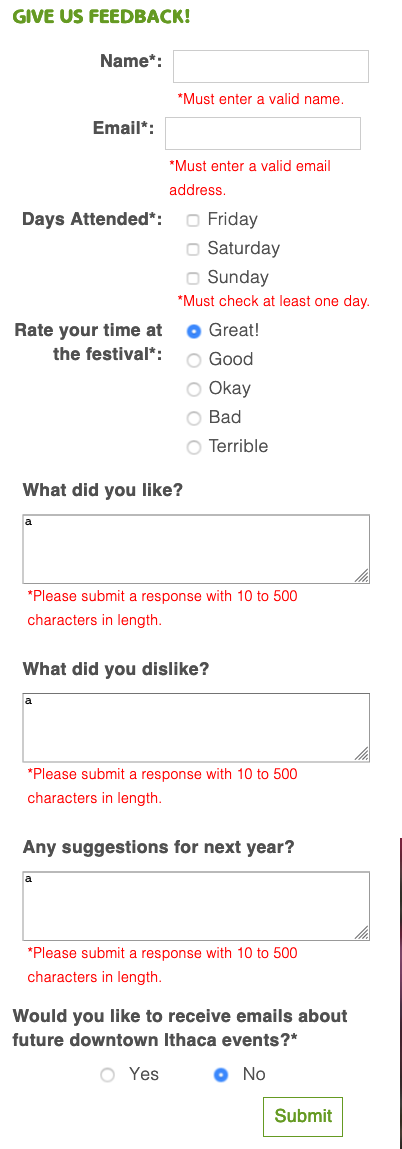 GIVE US FEEDBACK!
Name*:
*Must enter a valid name.
Email*:
*Must enter a valid email
address.
Days Attended*:
Friday
Saturday
Sunday
*Must check at least one day.
Rate your time at
the festival*:
Great!
Good
Okay
Bad
Terrible
What did you like?
a
*Please submit a response with 10 to 500
characters in length.
What did you dislike?
a
*Please submit a response with 10 to 500
characters in length.
Any suggestions for next year?
a
*Please submit a response with 10 to 500
characters in length.
Would you like to receive emails about
future downtown Ithaca events?*
Yes No
Submit